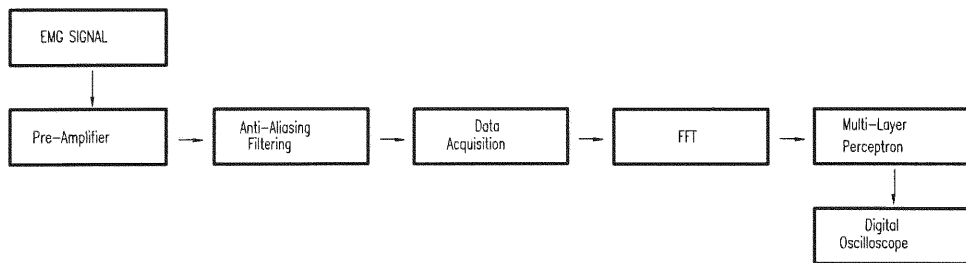 EMG SIGNAL
Pre-Amplifier
Anti-Aliasing
Filtering
Data
Acquisition
FFT
Multi-Layer
Perceptron
Digital
Oscilloscope